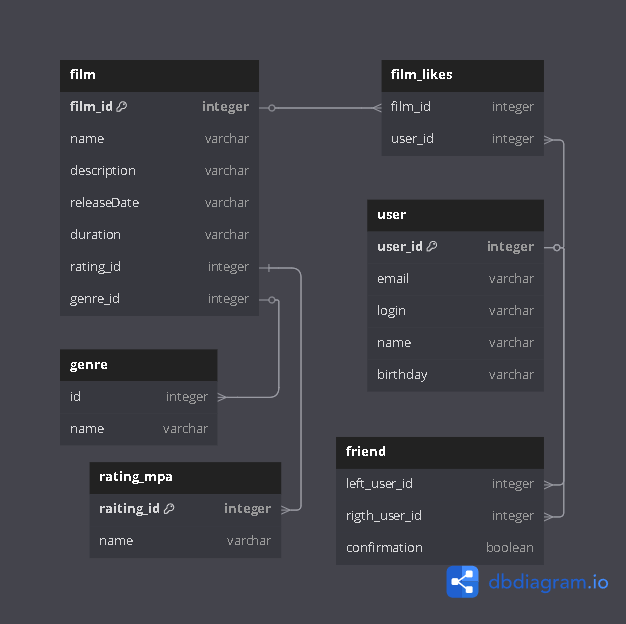 film
film_id integer
name varchar
description varchar
releaseDate varchar
duration varchar
rating_id integer
genre_id integer
film_likes
film_id integer
user_id integer
user
user_id integer
email varchar
login varchar
name varchar
birthday varchar
genre
id integer
name varchar
rating_mpa
raiting_id integer
name varchar
friend
left_user_id integer
rigth_user_id integer
confirmation boolean
dbdiagram.io